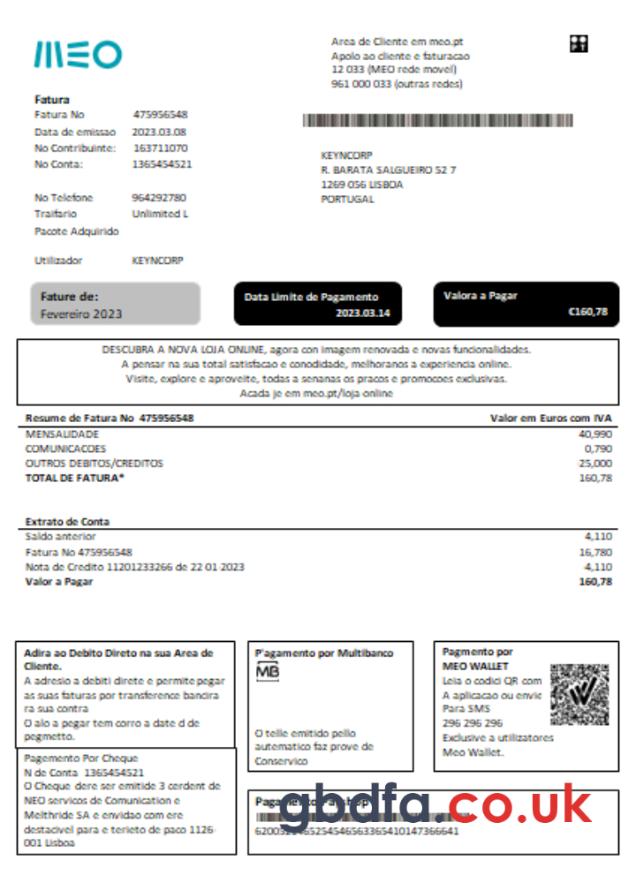 MEO
Area de Cliente em meo.pt
Apolo ao cliente e faturacao
12 033 (MEO rede movel)
961 000 033 (outras redes)
Fatura
Fatura No 475956548
Data de emissao 2023.03.08
No Contribuinte: 163711070
No Conta: 1365454521
KEYNCORP
R. BARATA SALGUEIRO 52 7
1269 056 LISBOA
PORTUGAL
No Telefone 964292780
Traifario Unlimited L
Pacote Adquirido
Utilizador KEYNCORP
Fature de:
Fevereiro 2023
Data Limite de Pagamento
2023.03.14
Valora a Pagar
€160,78
DESCUBRA A NOVA LOJA ONLINE, agora con imagem renovada e novas funcionalidades.
A pensar na sua total satisfacao e conodidade, melhoranos a experiencia online.
Visite, explore e aproveite, todas a senanas os pracos e promocoes exclusivas.
Acada je em meo.pt/loja online
Resume de Fatura No 475956548 Valor em Euros com IVA
MENSALIDADE 40,990
COMUNICACOES 0,790
OUTROS DEBITOS/CREDITOS 25,000
TOTAL DE FATURA* 160,78
Extrato de Conta
Saldo anterior 4,110
Fatura No 475956548 16,780
Nota de Credito 11201233266 de 22 01 2023 4,110
Valor a Pagar 160,78
Adira ao Debito Direto na sua Area de
Cliente.
A adresio a debiti direte e permite pegar
as suas faturas por transference bancira
ra sua contra
O alo a pegar tem corro a date d de
pegmetto.
Pagemento Por Cheque
N de Conta 1365454521
O Cheque dere ser emitide 3 cerdent de
NEO servicos de Comunication e
Melthride SA e envidao com ere
destacivel para e terieto de paco 1126-
001 Lisboa
P'agamento por Multibanco
MB
O telle emitido pello
automatico faz prove de
Conservico
Pagmento por
MEO WALLET
Leia o codici QR com
A aplicacao ou envic
Para SMS
296 296 296
Exclusive a utilizatores
Meo Wallet.
gbdfa.co.uk